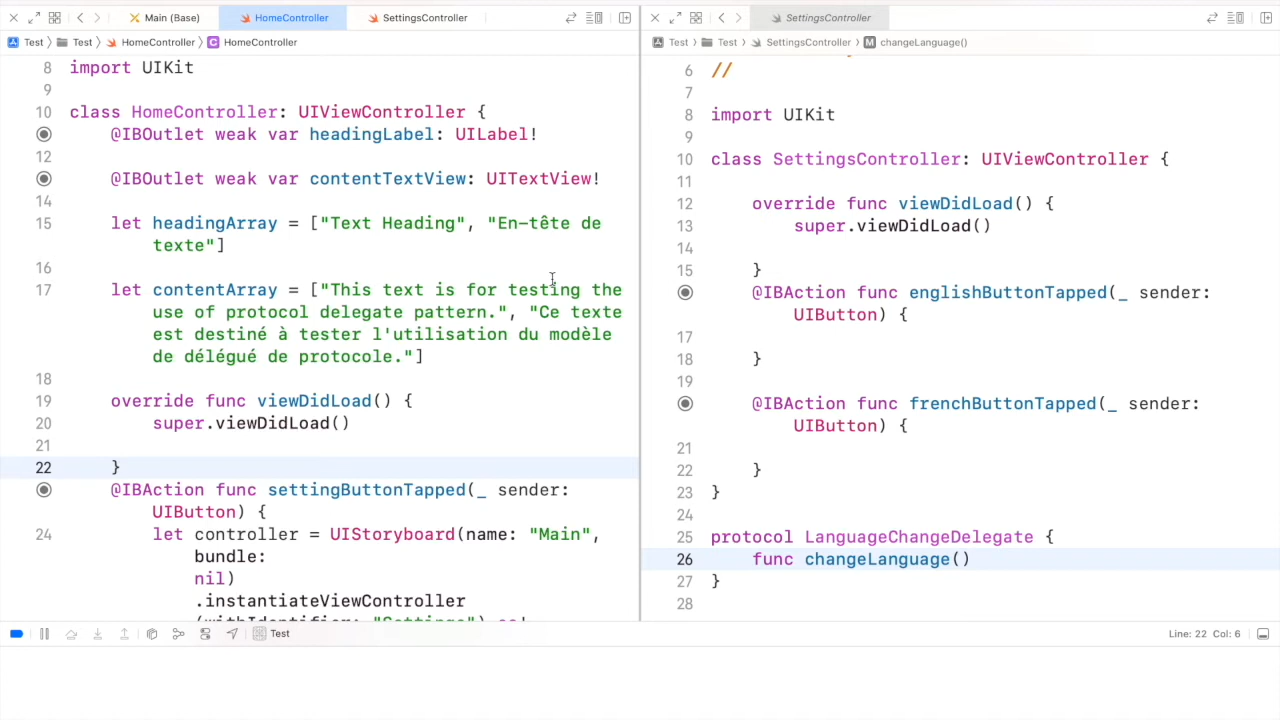 Main (Base)
HomeController
SettingsController
SettingsController
Test
Test
HomeController
HomeController
Test
Test
SettingsController
M
changeLanguage()
8 import UIKit
9
10 class HomeController: UIViewController {
@IBOutlet weak var headingLabel: UILabel!
12
@IBOutlet weak var contentTextView: UITextView!
14
15 let headingArray = ["Text Heading", "En-tête de
texte"]
16
17 let contentArray = ["This text is for testing the
use of protocol delegate pattern.", "Ce texte
est destiné à tester l'utilisation du modèle
de délégué de protocole."]
18
19 override func viewDidLoad() {
20 super.viewDidLoad()
21
22 }
@IBAction func settingButtonTapped(_ sender:
UIButton) {
24 let controller = UIStoryboard(name: "Main",
bundle:
nil)
.instantiateViewController
6 //
7
8 import UIKit
9
10 class SettingsController: UIViewController {
11
12 override func viewDidLoad() {
13 super.viewDidLoad()
14
15 }
@IBAction func englishButtonTapped(_ sender:
UIButton) {
17
18 }
19
@IBAction func frenchButtonTapped(_ sender:
UIButton) {
21
22 }
23 }
24
25 protocol LanguageChangeDelegate {
26 func changeLanguage()
27 }
28
Test
Line: 22 Col: 6